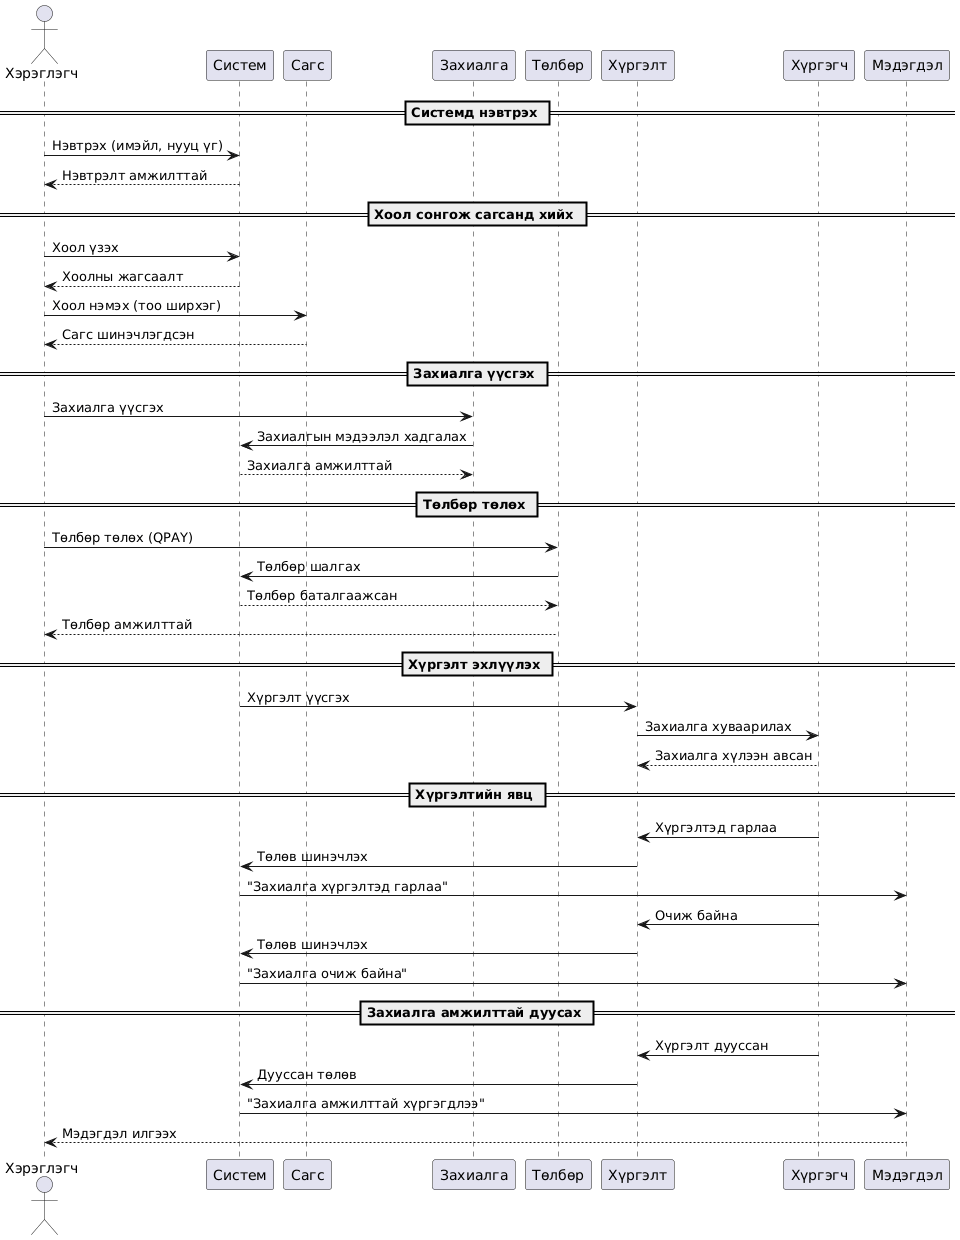 Хэрэглэгч
Систем
Сагс
Захиалга
Төлбөр
Хүргэлт
Хүргэгч
Мэдэгдэл
Системд нэвтрэх
Нэвтрэх (имэйл, нууц үг)
Нэвтрэлт амжилттай
Хоол сонгож сагсанд хийх
Хоол үзэх
Хоолны жагсаалт
Хоол нэмэх (тоо ширхэг)
Сагс шинэчлэгдсэн
Захиалга үүсгэх
Захиалга үүсгэх
Захиалгын мэдээлэл хадгалах
Захиалга амжилттай
Төлбөр төлөх
Төлбөр төлөх (QPAY)
Төлбөр шалгах
Төлбөр баталгаажсан
Төлбөр амжилттай
Хүргэлт эхлүүлэх
Хүргэлт үүсгэх
Захиалга хуваарилах
Захиалга хүлээн авсан
Хүргэлтийн явц
Хүргэлтэд гарлаа
Төлөв шинэчлэх
"Захиалга хүргэлтэд гарлаа"
Очиж байна
Төлөв шинэчлэх
"Захиалга очиж байна"
Захиалга амжилттай дуусах
Хүргэлт дууссан
Дууссан төлөв
"Захиалга амжилттай хүргэгдлээ"
Мэдэгдэл илгээх
Хэрэглэгч
Систем
Сагс
Захиалга
Төлбөр
Хүргэлт
Хүргэгч
Мэдэгдэл